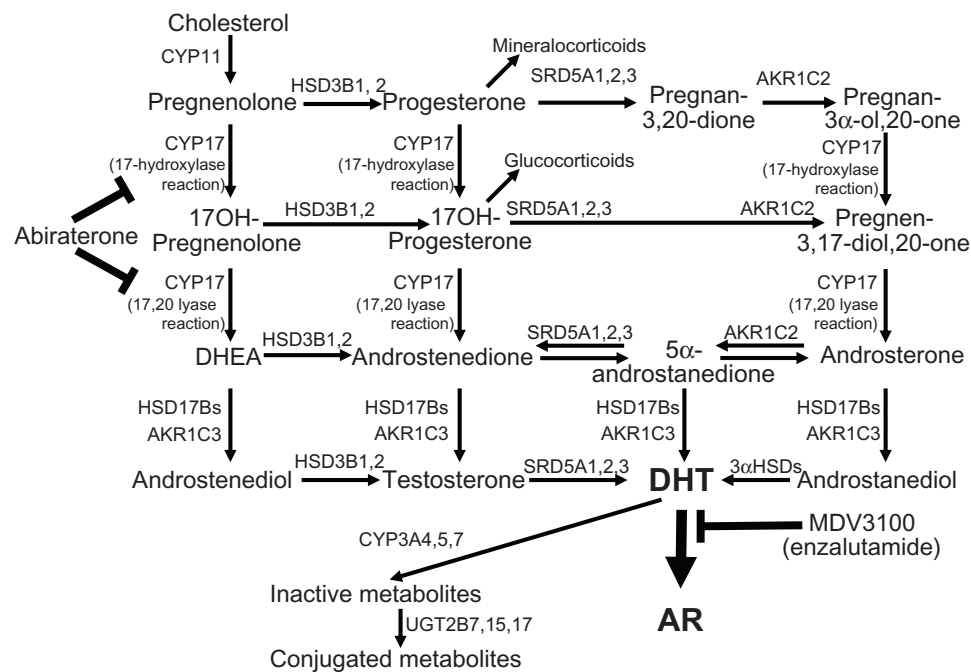 Cholesterol
CYP11
Mineralocorticoids
HSD3B1, 2
SRD5A1,2,3
AKR1C2
Pregnenolone
Progesterone
Pregnan-
3,20-dione
Pregnan-
3α-ol,20-one
CYP17
(17-hydroxylase
reaction)
CYP17
(17-hydroxylase
reaction)
Glucocorticoids
CYP17
(17-hydroxylase
reaction)
Abiraterone
17OH-
Pregnenolone
HSD3B1,2
17OH-
Progesterone
SRD5A1,2,3
AKR1C2
Pregnen-
3,17-diol,20-one
CYP17
(17,20 lyase
reaction)
CYP17
(17,20 lyase
reaction)
CYP17
(17,20 lyase
reaction)
DHEA
HSD3B1,2
Androstenedione
SRD5A1,2,3
5α-
androstanedione
AKR1C2
Androsterone
HSD17Bs
AKR1C3
HSD17Bs
AKR1C3
HSD17Bs
AKR1C3
HSD17Bs
AKR1C3
Androstenediol
HSD3B1,2
Testosterone
SRD5A1,2,3
DHT
3αHSDs
Androstanediol
CYP3A4,5,7
MDV3100
(enzalutamide)
Inactive metabolites
AR
UGT2B7,15,17
Conjugated metabolites